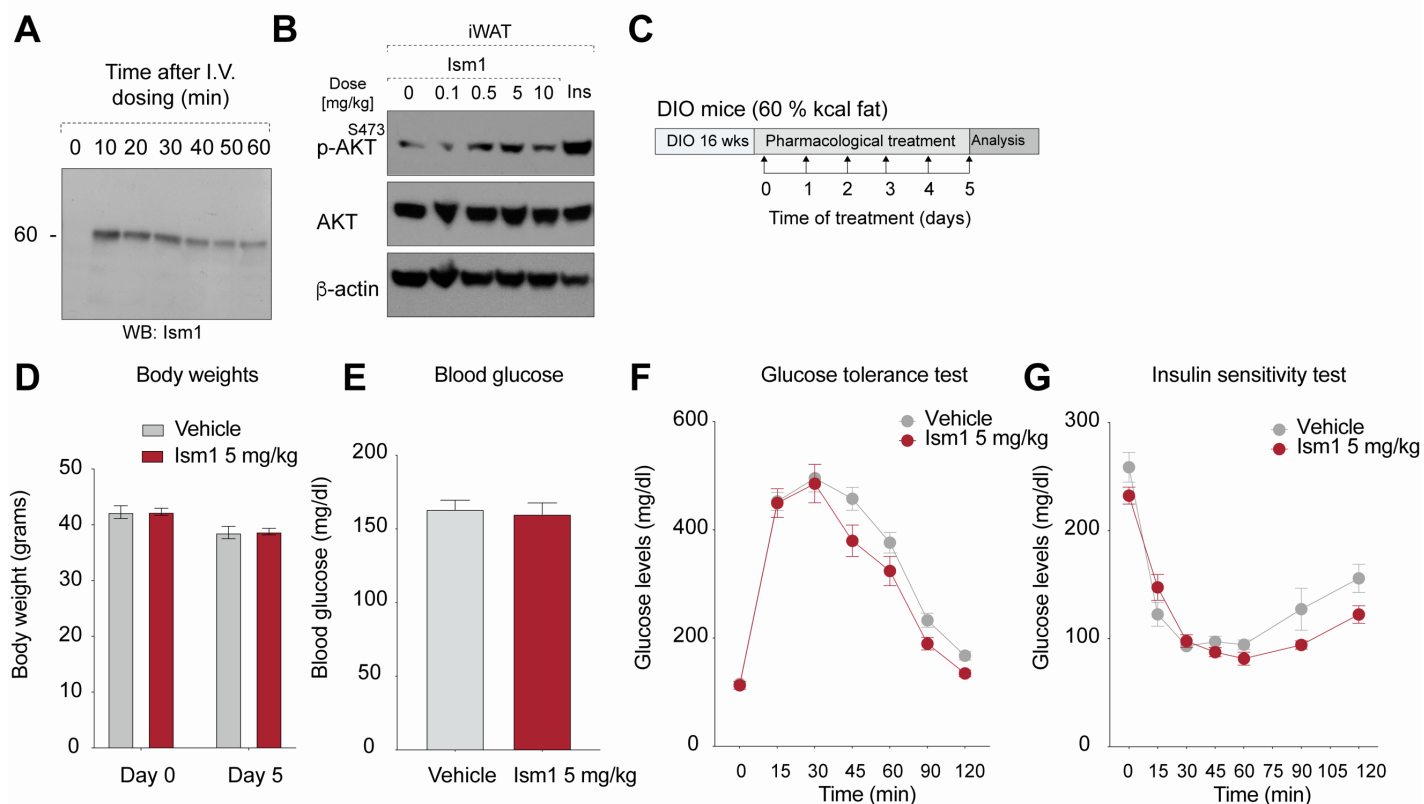 A
Time after I.V.
dosing (min)
0 10 20 30 40 50 60
60 -
WB: Ism1
B
iWAT
Ism1
Dose
[mg/kg]
0 0.1 0.5 5 10 Ins
S473
p-AKT
AKT
β-actin
C
DIO mice (60 % kcal fat)
DIO 16 wks Pharmacological treatment Analysis
0 1 2 3 4 5
Time of treatment (days)
D
Body weights
Vehicle
Ism1 5 mg/kg
Body weight (grams)
50
40
30
20
10
0
Day 0 Day 5
E
Blood glucose
Blood glucose (mg/dl)
200
150
100
50
0
Vehicle Ism1 5 mg/kg
F
Glucose tolerance test
Vehicle
Ism1 5 mg/kg
Glucose levels (mg/dl)
600
400
200
0
0 15 30 45 60 90 120
Time (min)
G
Insulin sensitivity test
Vehicle
Ism1 5 mg/kg
Glucose levels (mg/dl)
300
200
100
0
0 15 30 45 60 75 90 105 120
Time (min)